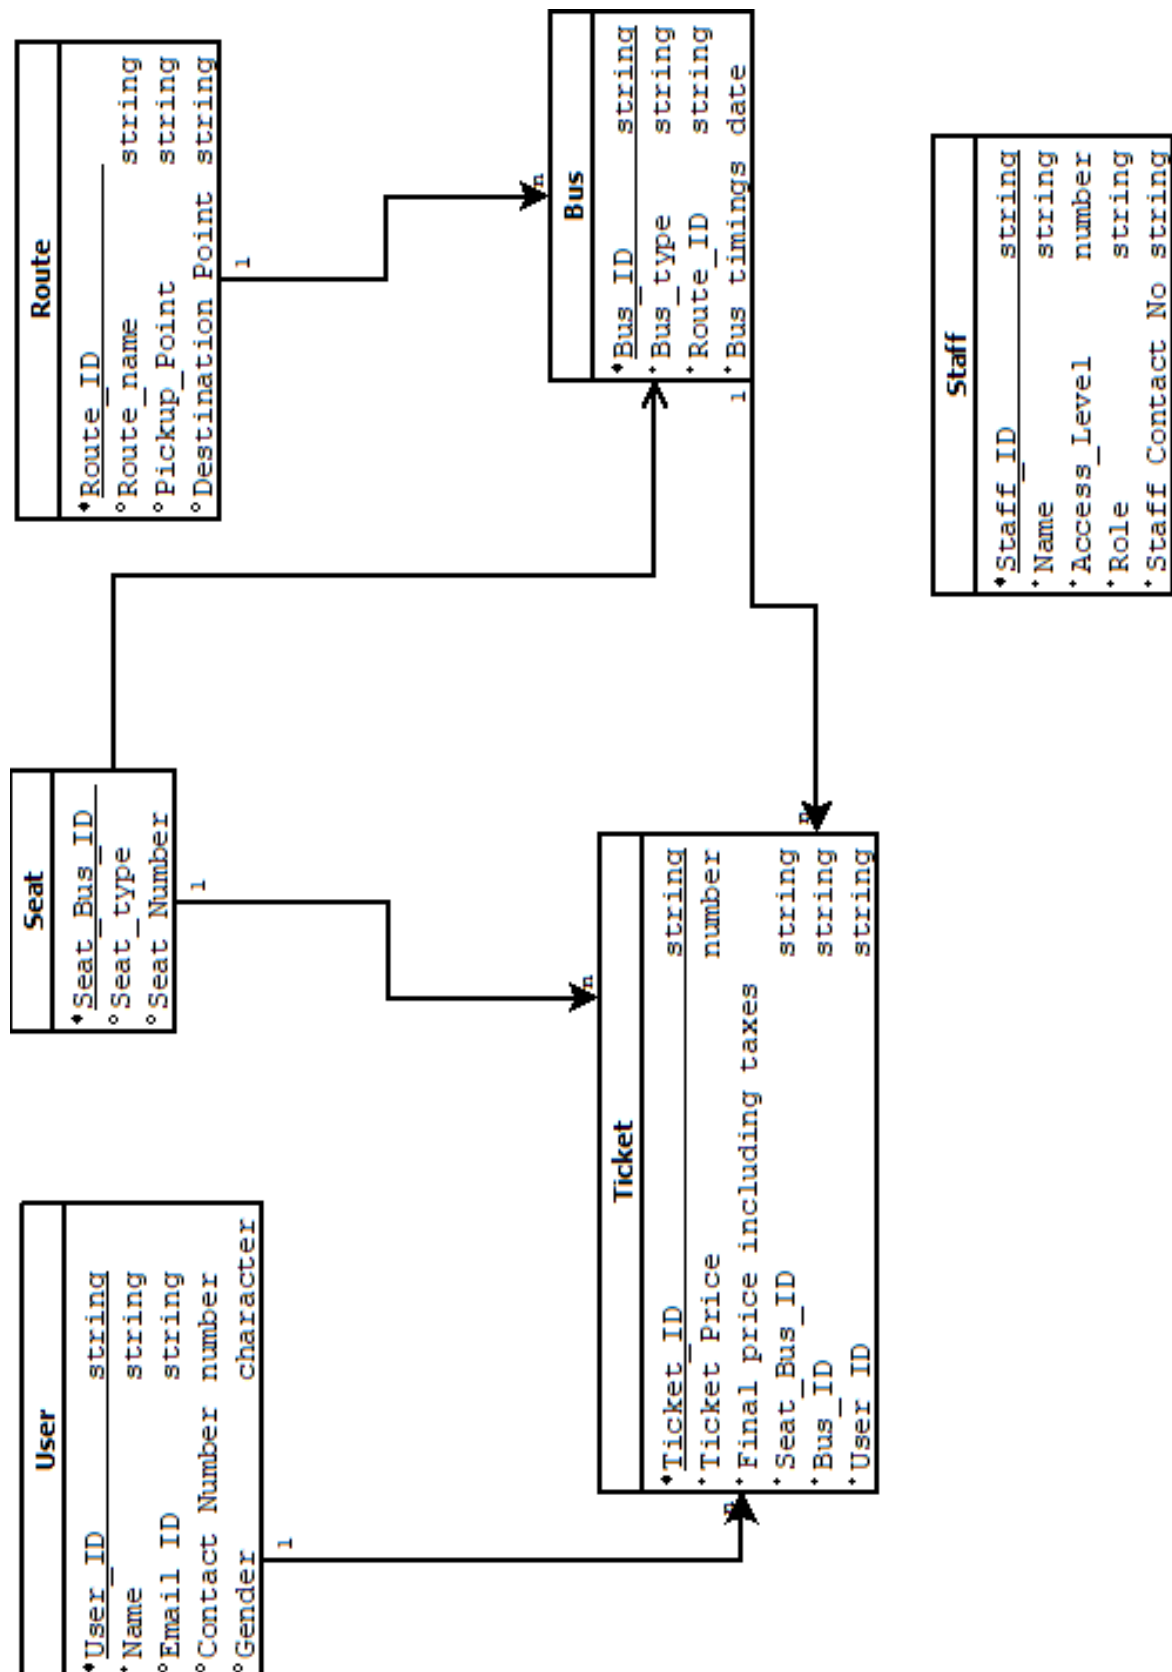 User
User_ID string
Name string
Email ID string
Contact Number number
Gender character
1
n
Seat
Seat_Bus_ID
Seat_type
Seat Number
1
n
Route
Route_ID
Route_name string
Pickup_Point string
Destination Point string
1
n
Ticket
Ticket_ID string
Ticket_Price number
Final price including taxes
Seat_Bus_ID string
Bus_ID string
User ID string
Bus
Bus_ID string
Bus_type string
Route_ID string
Bus timings date
1
n
Staff
Staff_ID string
Name string
Access_Level number
Role string
Staff Contact No string